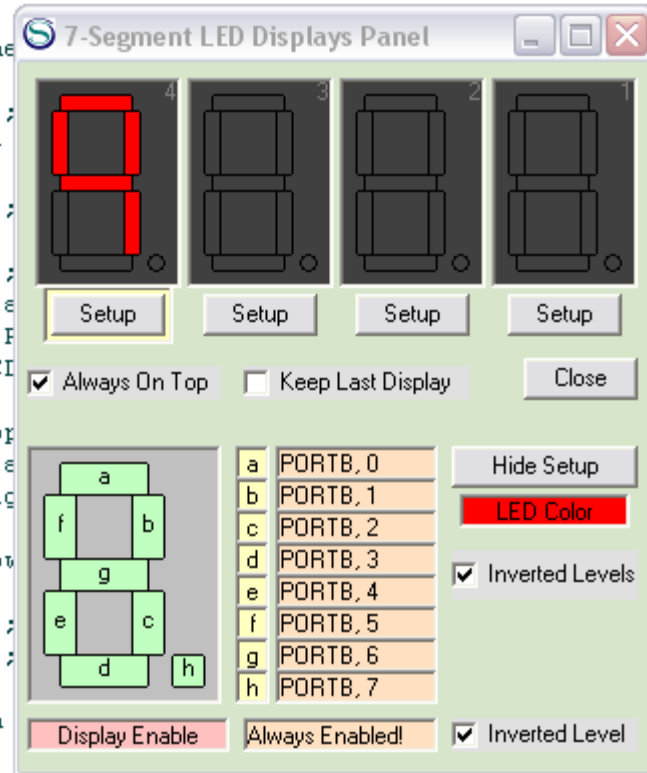 7-Segment LED Displays Panel
4 3 2 1
Setup Setup Setup Setup
Always On Top Keep Last Display Close
a PORTB, 0 Hide Setup
b PORTB, 1
c PORTB, 2 LED Color
d PORTB, 3
e PORTB, 4 Inverted Levels
f PORTB, 5
g PORTB, 6
h PORTB, 7
a
f b
g
e c
d h
Display Enable Always Enabled! Inverted Level